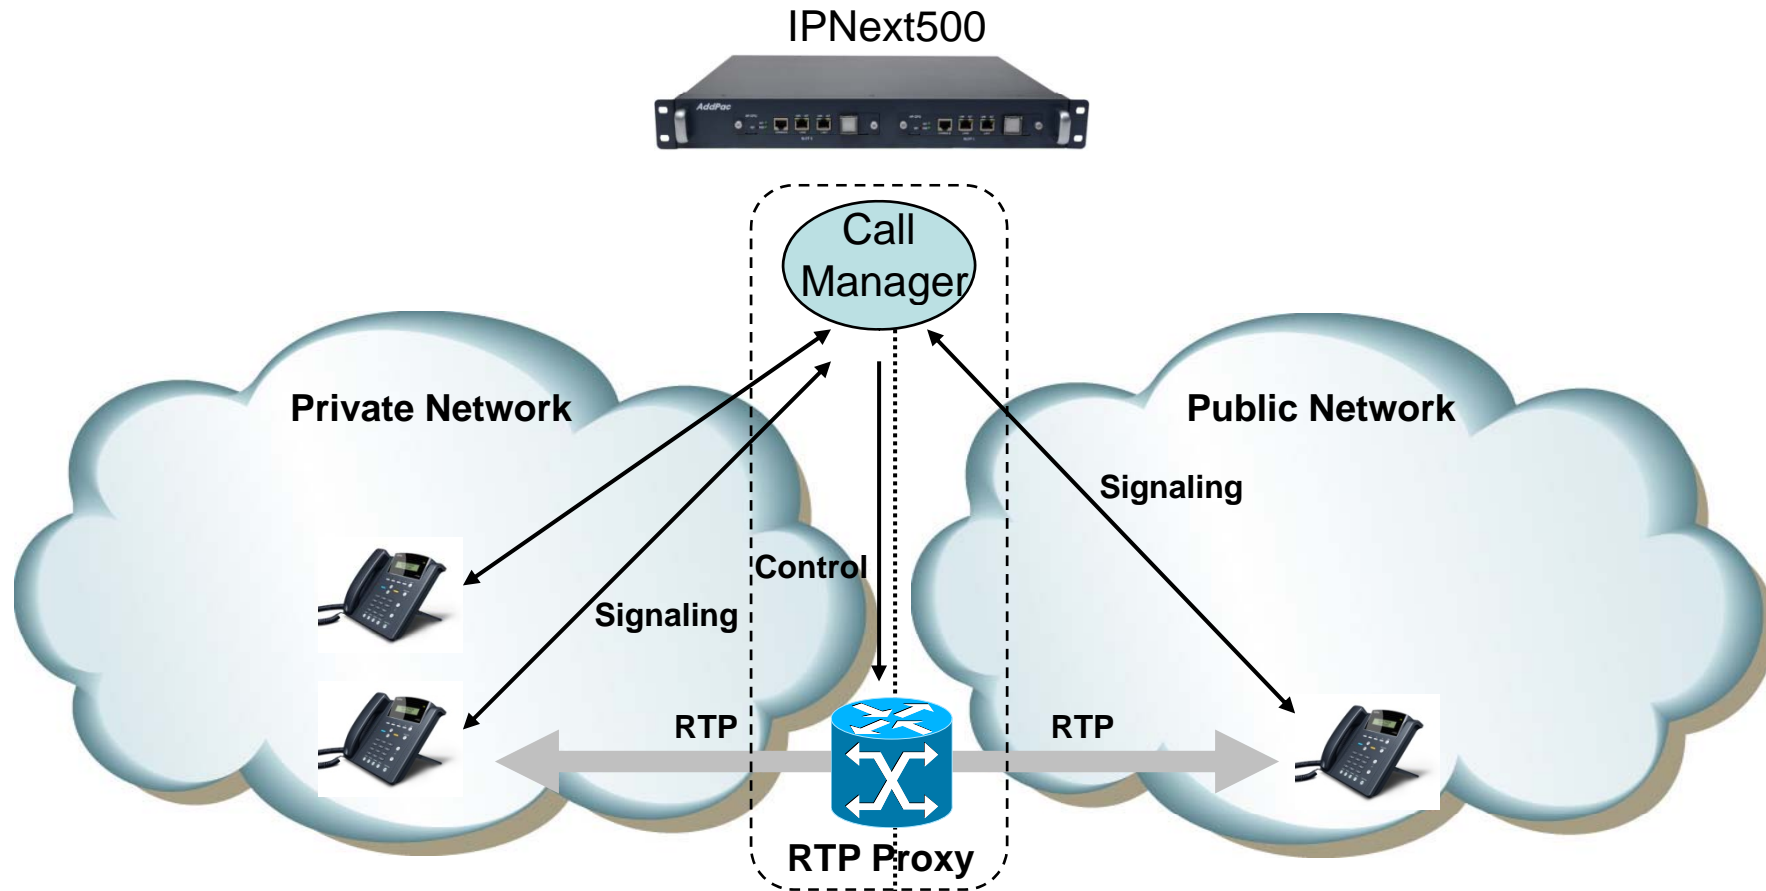 IPNext500
AddPac
Call
Manager
Private Network
Public Network
Signaling
Control
Signaling
RTP
RTP
RTP Proxy